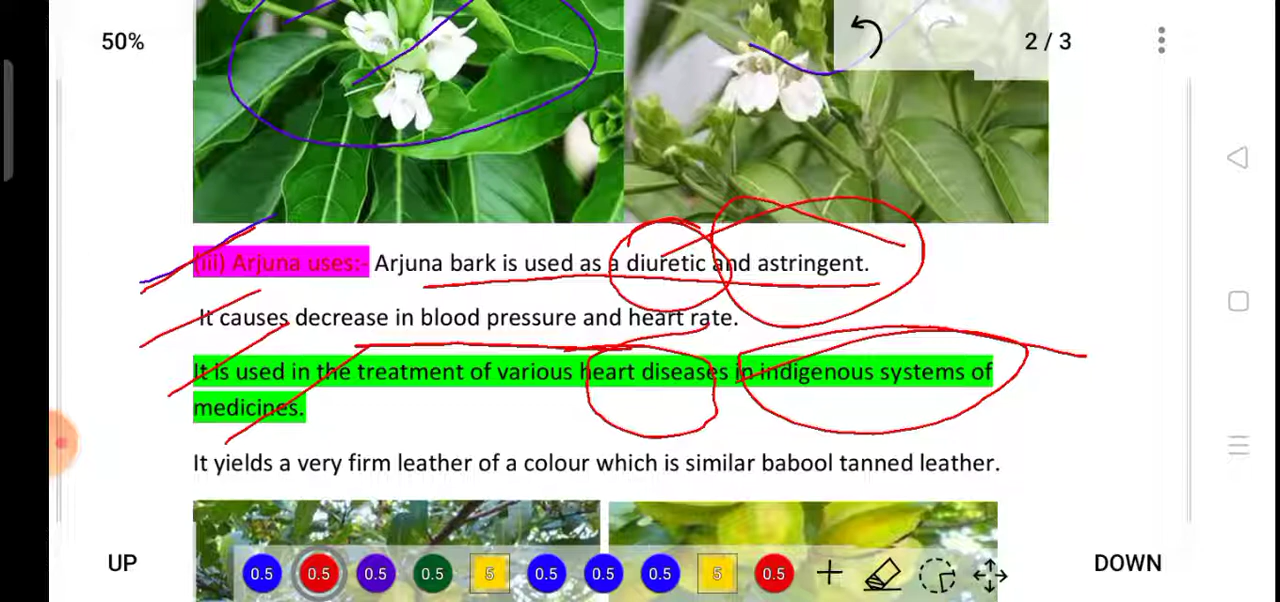 50%
2 / 3
(iii) Arjuna uses:- Arjuna bark is used as a diuretic and astringent.
It causes decrease in blood pressure and heart rate.
It is used in the treatment of various heart diseases in indigenous systems of
medicines.
It yields a very firm leather of a colour which is similar babool tanned leather.
UP
0.5 0.5 0.5 0.5 5 0.5 0.5 0.5 5 0.5
DOWN